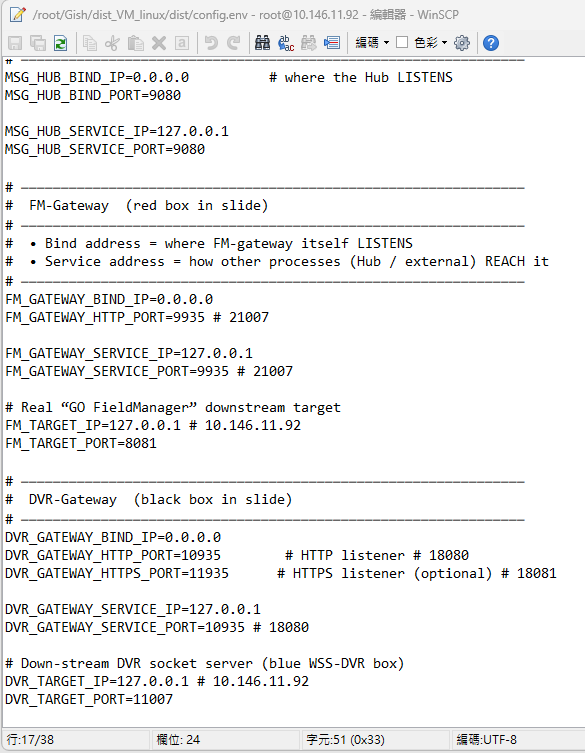 /root/Gish/dist_VM_linux/dist/config.env - root@10.146.11.92 - 編輯器 - WinSCP
編碼 色彩
# ────────────────────────────────────────────────
MSG_HUB_BIND_IP=0.0.0.0          # where the Hub LISTENS
MSG_HUB_BIND_PORT=9080
MSG_HUB_SERVICE_IP=127.0.0.1
MSG_HUB_SERVICE_PORT=9080
# ────────────────────────────────────────────────
#  FM-Gateway  (red box in slide)
# ────────────────────────────────────────────────
#  • Bind address = where FM-gateway itself LISTENS
#  • Service address = how other processes (Hub / external) REACH it
# ────────────────────────────────────────────────
FM_GATEWAY_BIND_IP=0.0.0.0
FM_GATEWAY_HTTP_PORT=9935 # 21007
FM_GATEWAY_SERVICE_IP=127.0.0.1
FM_GATEWAY_SERVICE_PORT=9935 # 21007
# Real “GO FieldManager” downstream target
FM_TARGET_IP=127.0.0.1 # 10.146.11.92
FM_TARGET_PORT=8081
# ────────────────────────────────────────────────
#  DVR-Gateway  (black box in slide)
# ────────────────────────────────────────────────
DVR_GATEWAY_BIND_IP=0.0.0.0
DVR_GATEWAY_HTTP_PORT=10935       # HTTP listener # 18080
DVR_GATEWAY_HTTPS_PORT=11935      # HTTPS listener (optional) # 18081
DVR_GATEWAY_SERVICE_IP=127.0.0.1
DVR_GATEWAY_SERVICE_PORT=10935 # 18080
# Down-stream DVR socket server (blue WSS-DVR box)
DVR_TARGET_IP=127.0.0.1 # 10.146.11.92
DVR_TARGET_PORT=11007
行:17/38 欄位: 24 字元:51 (0x33) 編碼:UTF-8